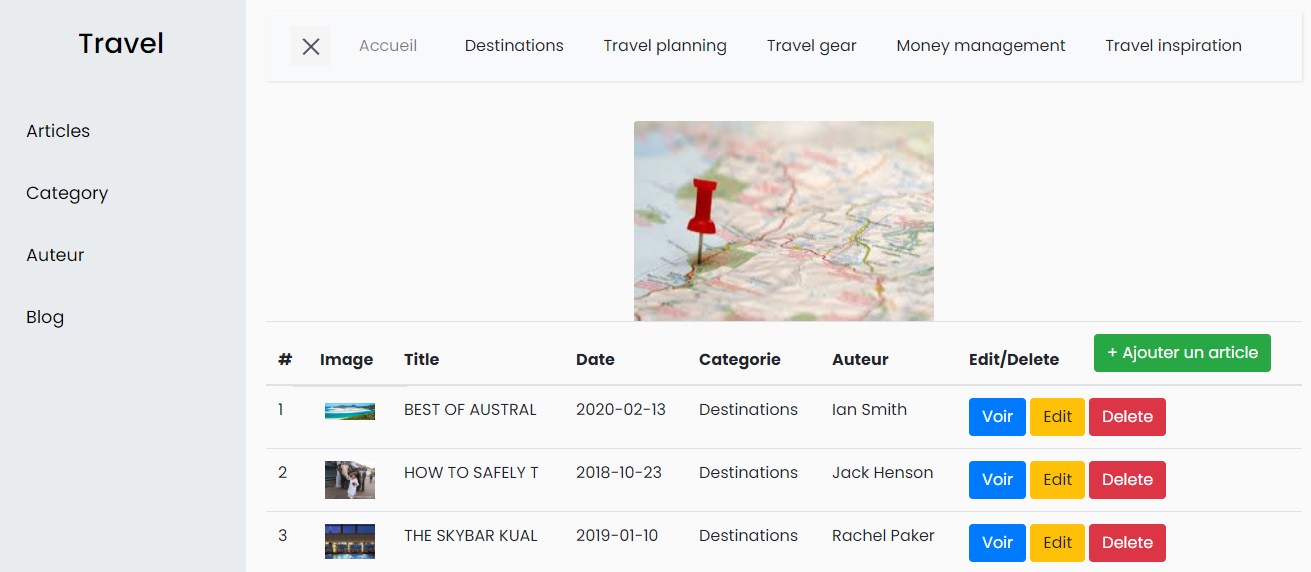 Travel
Articles
Category
Auteur
Blog
Accueil Destinations Travel planning Travel gear Money management Travel inspiration
# Image Title Date Categorie Auteur Edit/Delete + Ajouter un article
1 BEST OF AUSTRAL 2020-02-13 Destinations Ian Smith Voir Edit Delete
2 HOW TO SAFELY T 2018-10-23 Destinations Jack Henson Voir Edit Delete
3 THE SKYBAR KUAL 2019-01-10 Destinations Rachel Paker Voir Edit Delete